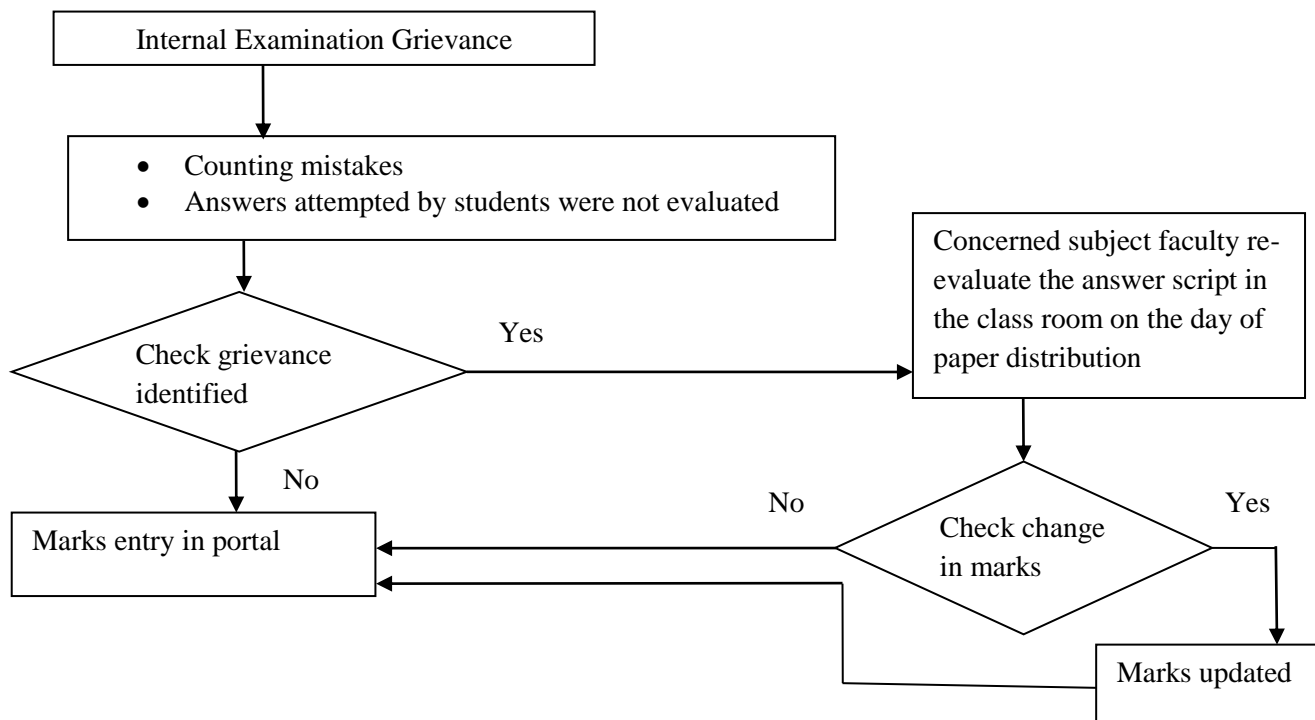 Internal Examination Grievance
• Counting mistakes
• Answers attempted by students were not evaluated
Concerned subject faculty re-
evaluate the answer script in
the class room on the day of
paper distribution
Yes
Check grievance
identified
No
No
Yes
Marks entry in portal
Check change
in marks
Marks updated